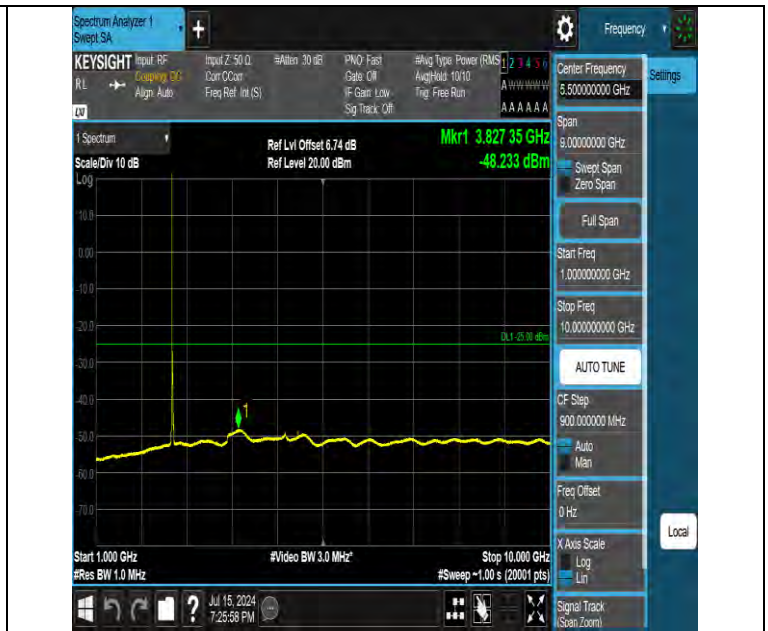 Spectrum Analyzer 1
Swept SA
+
Frequency
KEYSIGHT
RL
Input: RF
Coupling: DC
Align: Auto
Input Z: 50 Ω
Corr CCorr
Freq Ref: Int (S)
#Atten: 30 dB
PNO: Fast
Gate: Off
IF Gain: Low
Sig Track: Off
#Avg Type: Power (RMS
Avg|Hold: 10/10
Trig: Free Run
1 2 3 4 5 6
A W W W W W
A A A A A A
1 Spectrum
Scale/Div 10 dB
Log
Ref Lvl Offset 6.74 dB
Ref Level 20.00 dBm
Mkr1 3.827 35 GHz
-48.233 dBm
10.0
0.00
-10.0
-20.0
-30.0
-40.0
-50.0
-60.0
-70.0
DL1 -25.00 dBm
1
Start 1.000 GHz
#Res BW 1.0 MHz
#Video BW 3.0 MHz*
Stop 10.000 GHz
#Sweep ~1.00 s (20001 pts)
?
Jul 15, 2024
7:25:58 PM
Center Frequency
5.500000000 GHz
Settings
Span
9.00000000 GHz
Swept Span
Zero Span
Full Span
Start Freq
1.000000000 GHz
Stop Freq
10.000000000 GHz
AUTO TUNE
CF Step
900.000000 MHz
Auto
Man
Freq Offset
0 Hz
X Axis Scale
Log
Lin
Local
Signal Track
(Span Zoom)